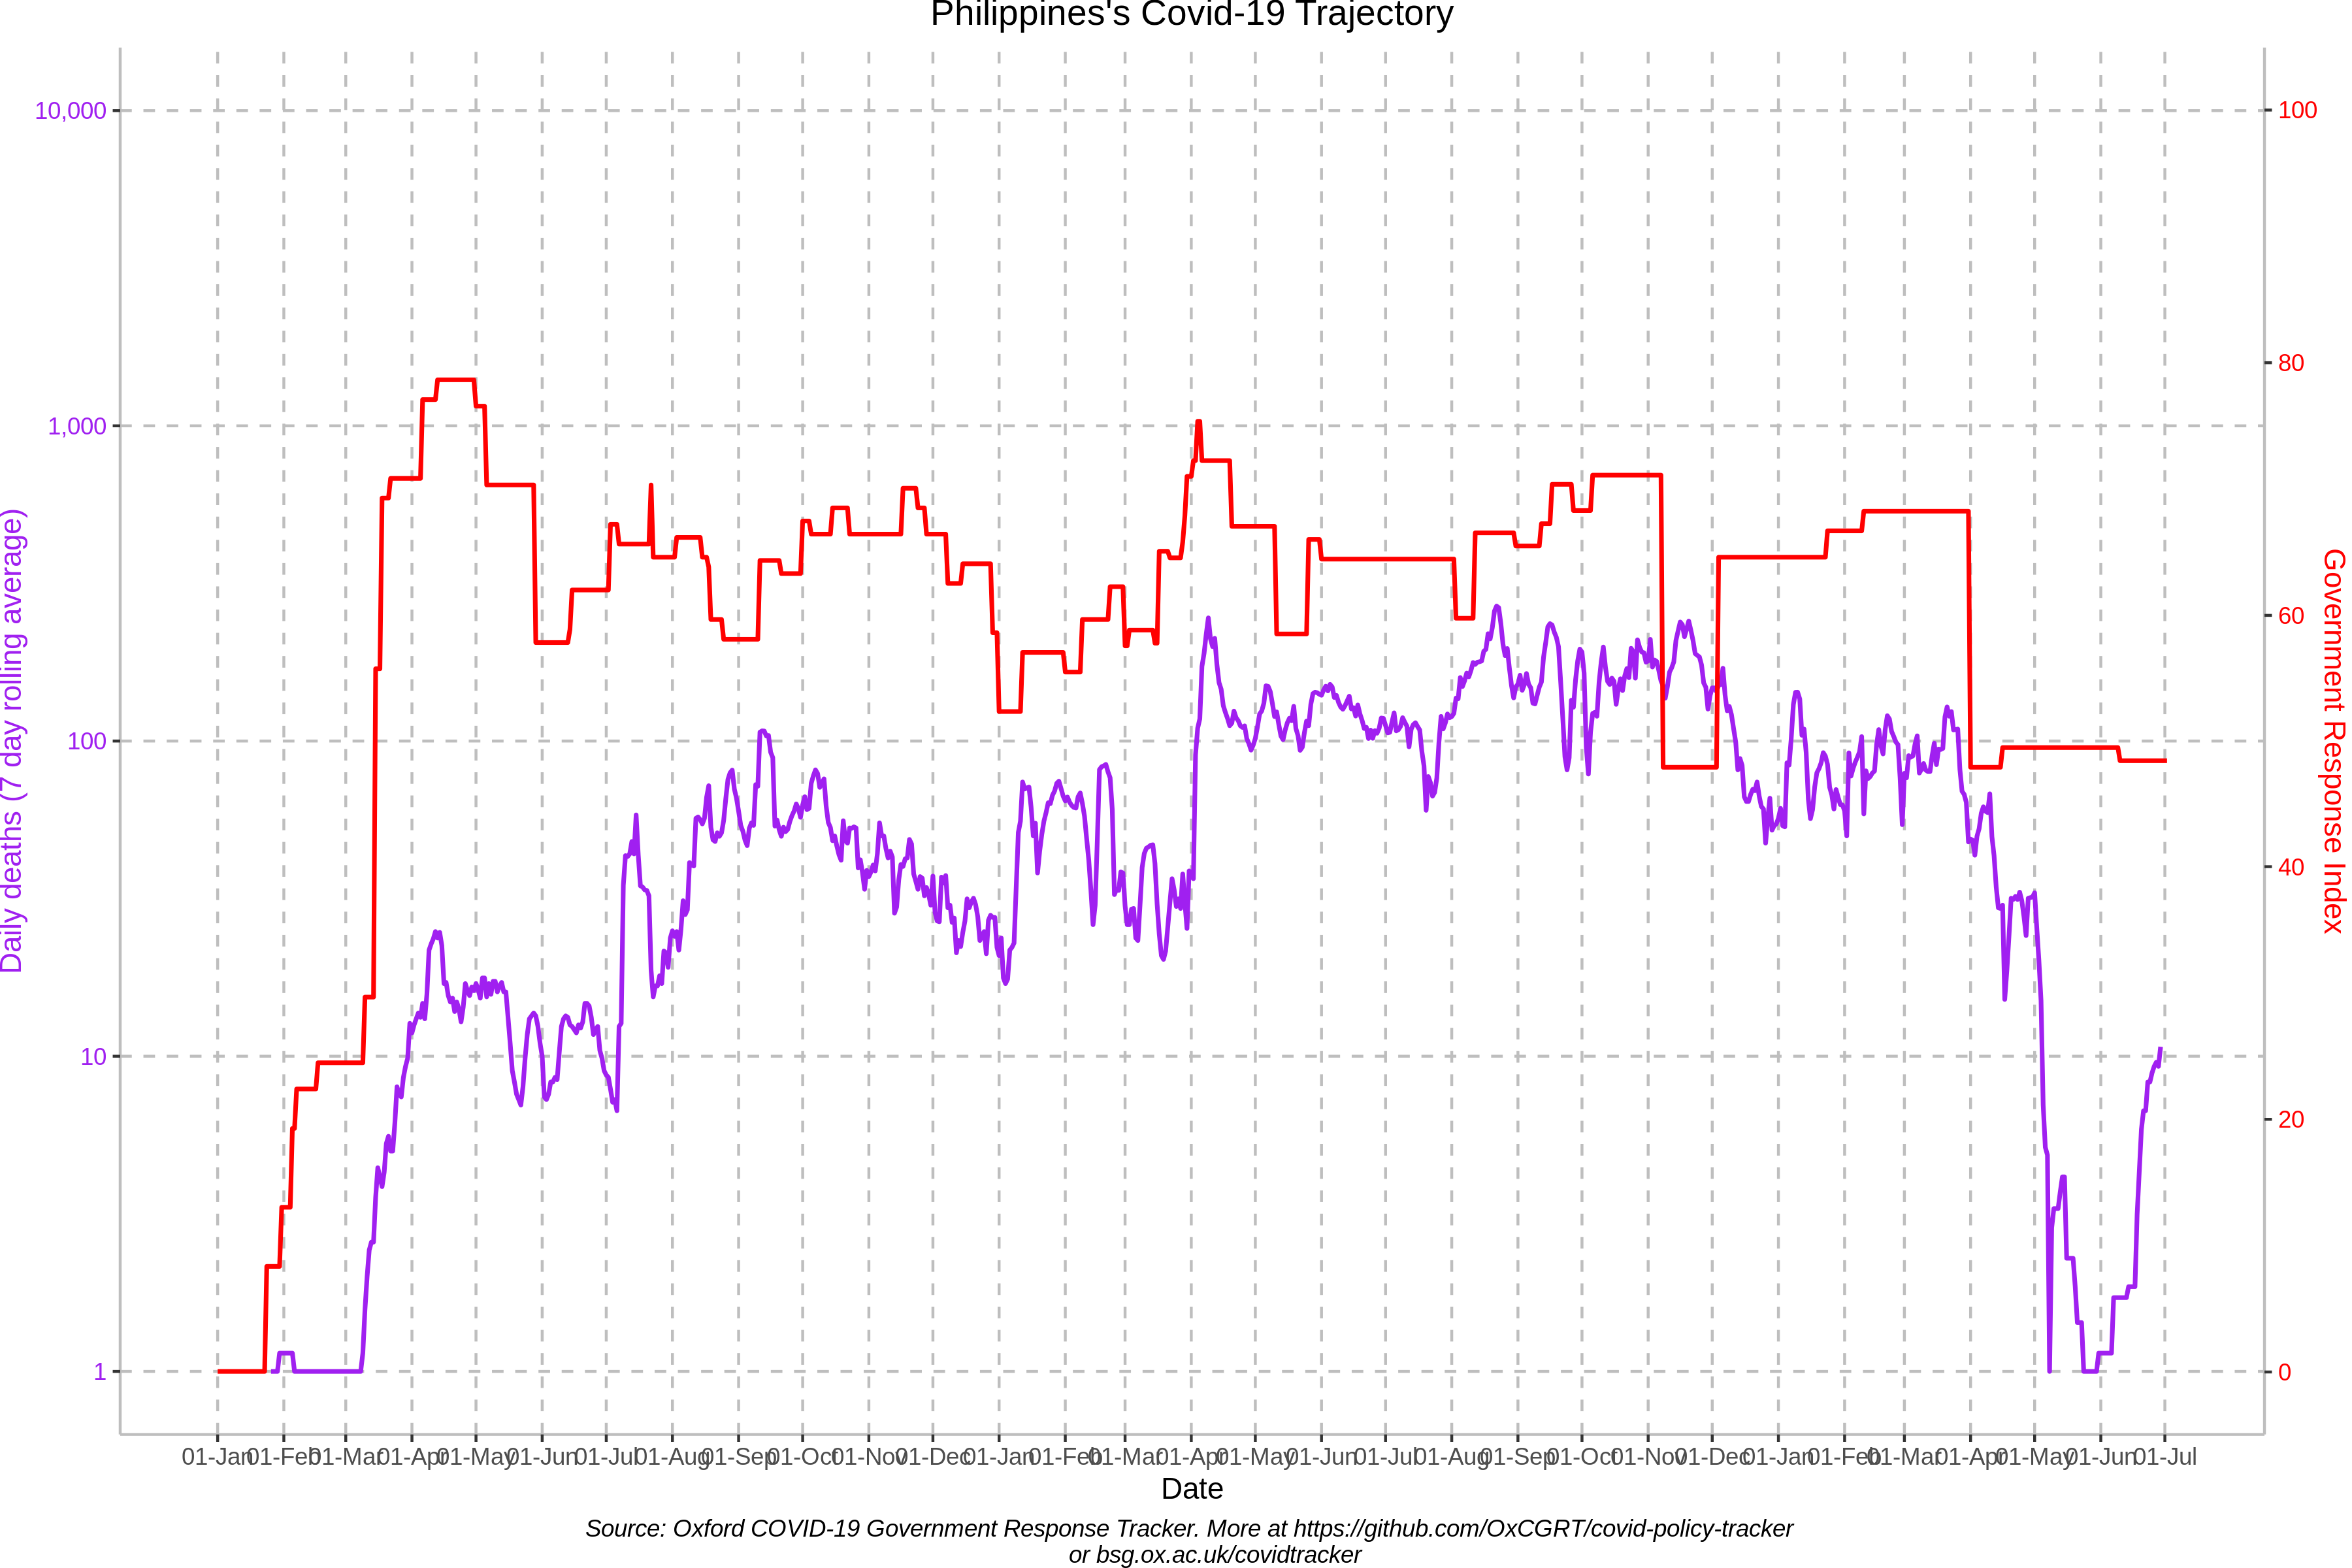 Philippines's Covid-19 Trajectory
10,000
1,000
100
10
1
Daily deaths (7 day rolling average)
100
80
60
40
20
0
Government Response Index
01-Jan 01-Feb 01-Mar 01-Apr 01-May 01-Jun 01-Jul 01-Aug 01-Sep 01-Oct 01-Nov 01-Dec 01-Jan 01-Feb 01-Mar 01-Apr 01-May 01-Jun 01-Jul 01-Aug 01-Sep 01-Oct 01-Nov 01-Dec 01-Jan 01-Feb 01-Mar 01-Apr 01-May 01-Jun 01-Jul
Date
Source: Oxford COVID-19 Government Response Tracker. More at https://github.com/OxCGRT/covid-policy-tracker
or bsg.ox.ac.uk/covidtracker